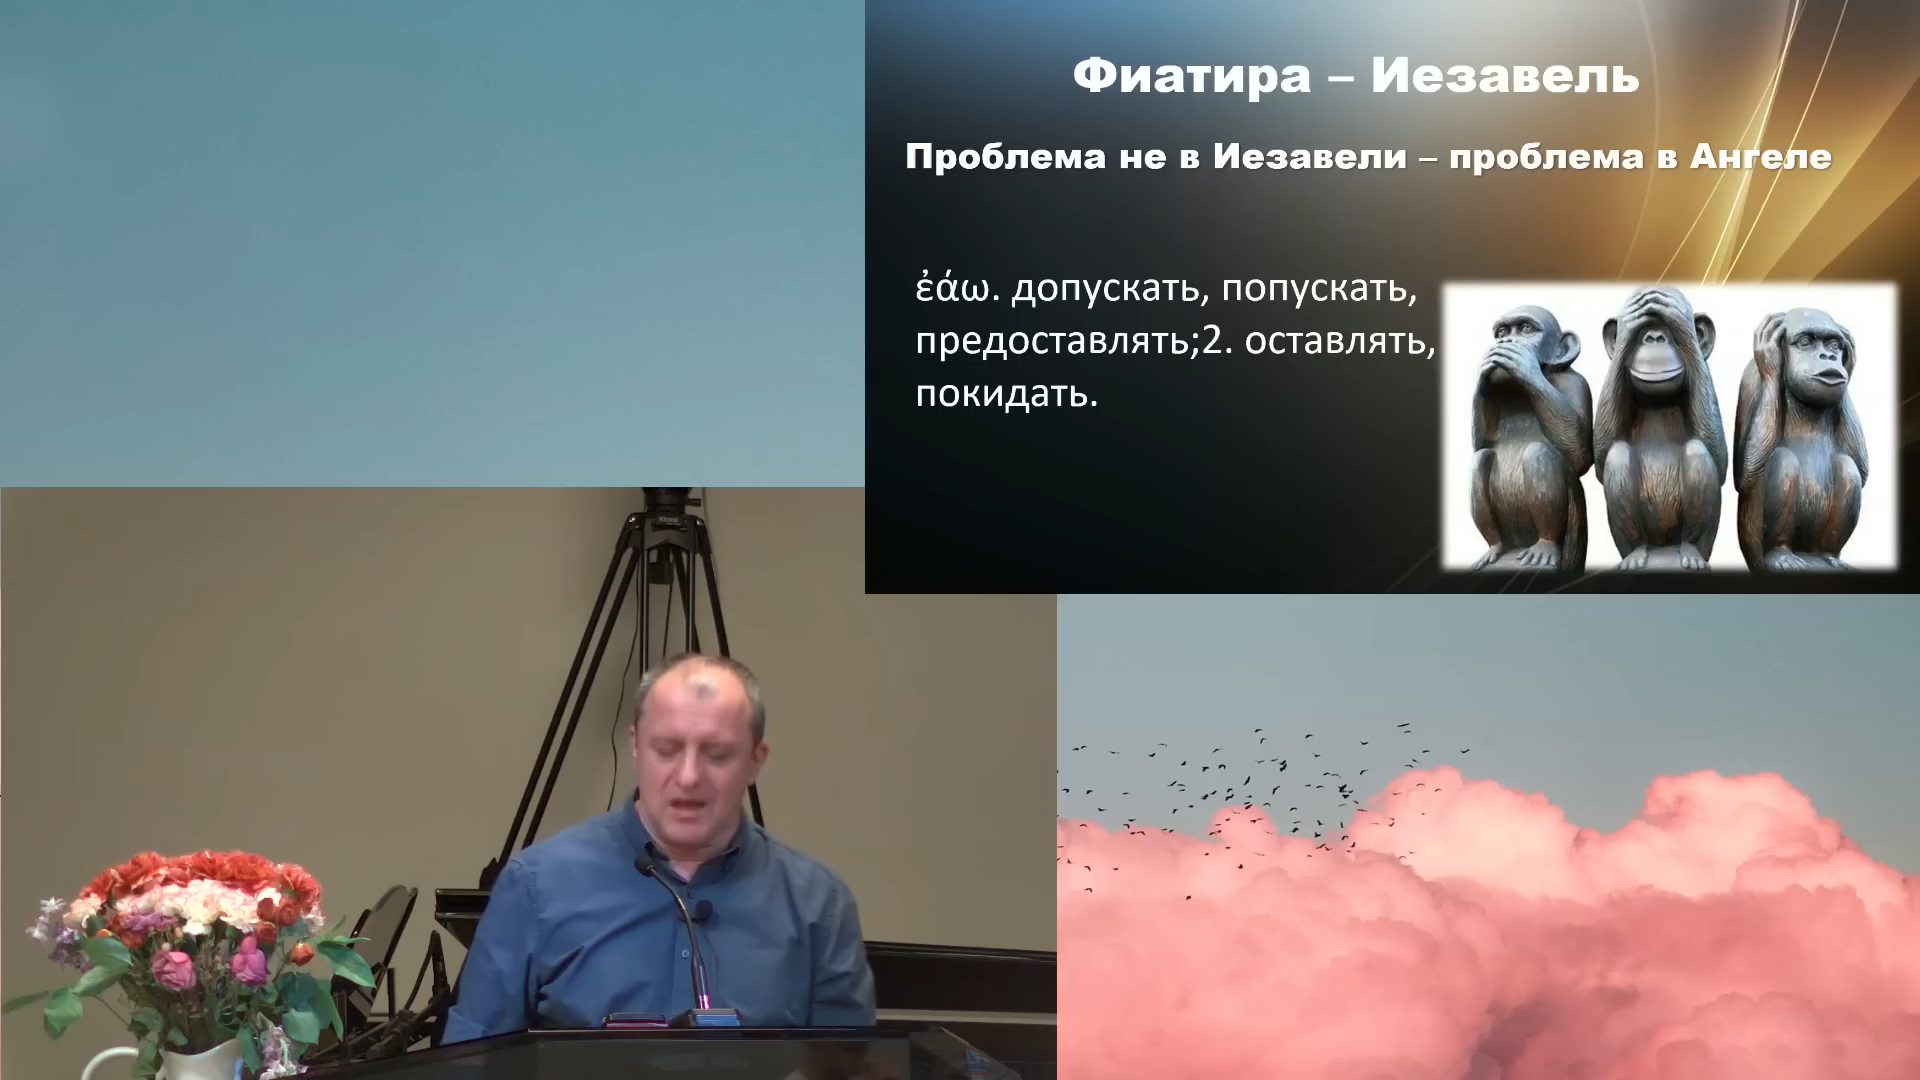 Фиатира – Иезавель
Проблема не в Иезавели – проблема в Ангеле
ἐάω. допускать, попускать,
предоставлять;2. оставлять,
покидать.